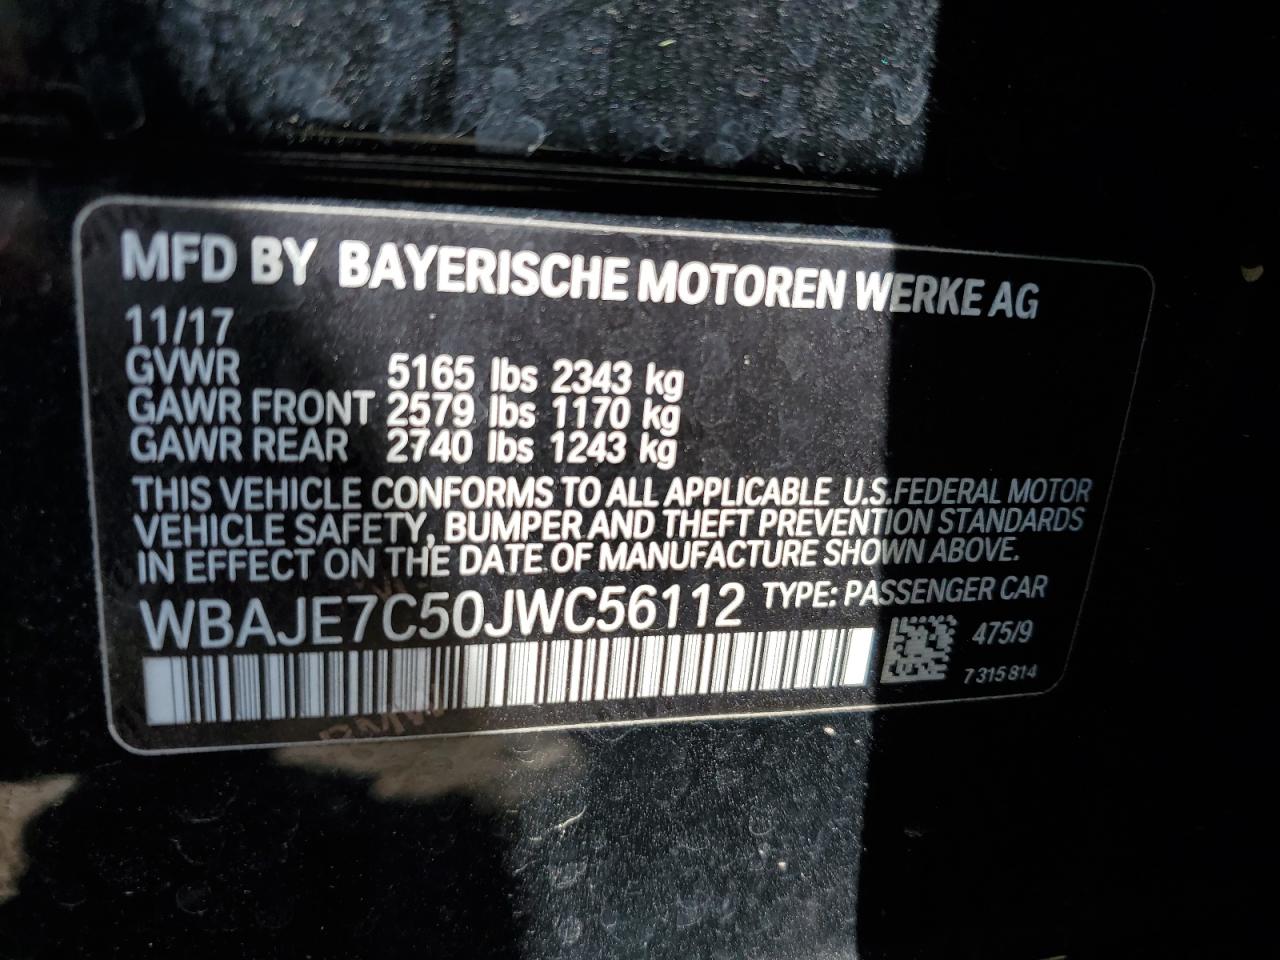 MFD BY BAYERISCHE MOTOREN WERKE AG
11/17
GVWR 5165 lbs 2343 kg
GAWR FRONT 2579 lbs 1170 kg
GAWR REAR 2740 lbs 1243 kg
THIS VEHICLE CONFORMS TO ALL APPLICABLE U.S. FEDERAL MOTOR
VEHICLE SAFETY, BUMPER AND THEFT PREVENTION STANDARDS
IN EFFECT ON THE DATE OF MANUFACTURE SHOWN ABOVE.
WBAJE7C50JWC56112 TYPE: PASSENGER CAR
475/9
7 315 814